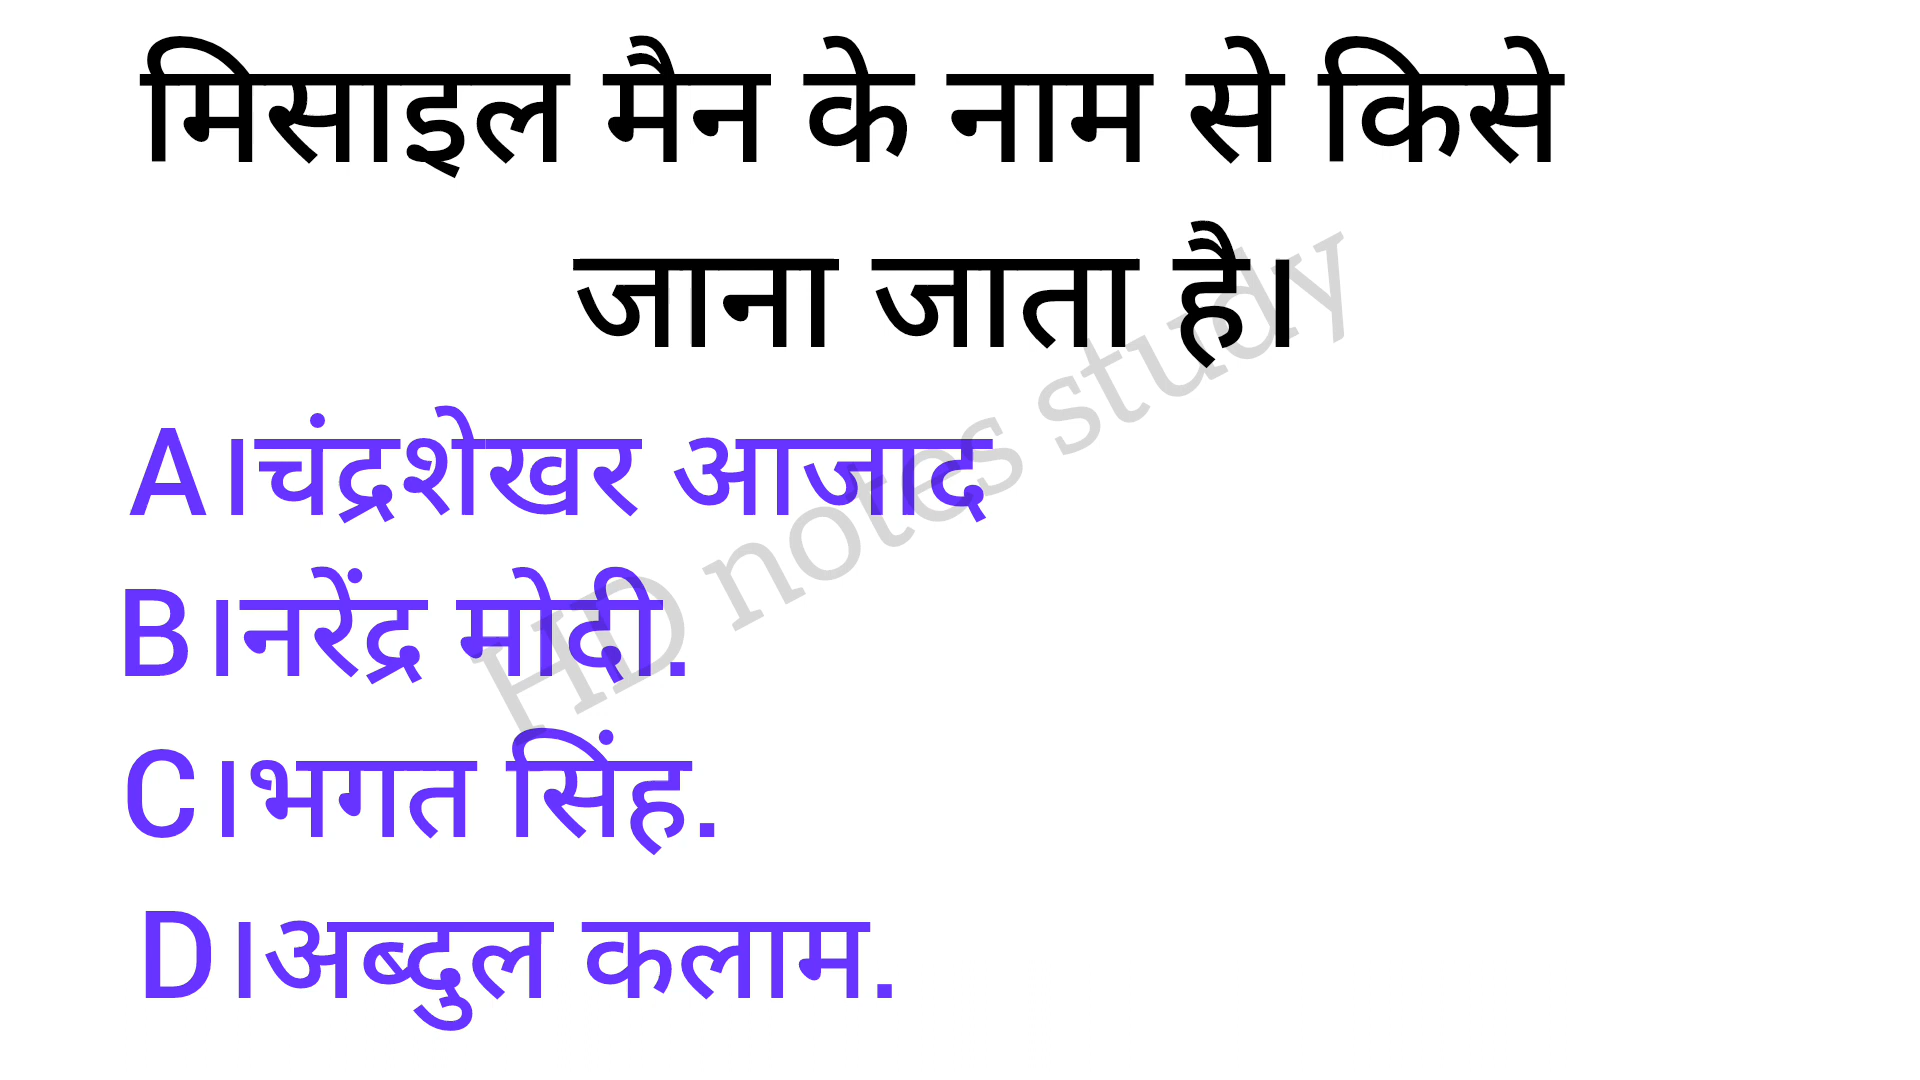 मिसाइल मैन के नाम से किसे
जाना जाता है।
A।चंद्रशेखर आजाद
B।नरेंद्र मोदी.
C।भगत सिंह.
D।अब्दुल कलाम.
HD notes study